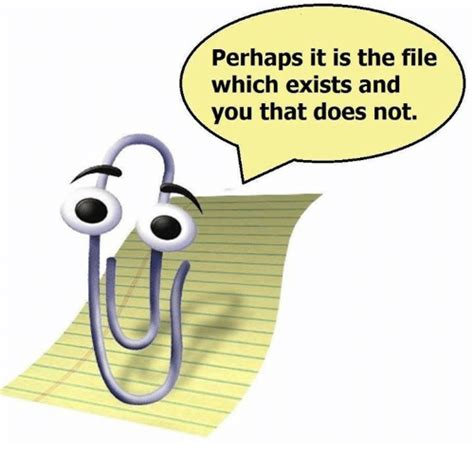 Perhaps it is the file
which exists and
you that does not.